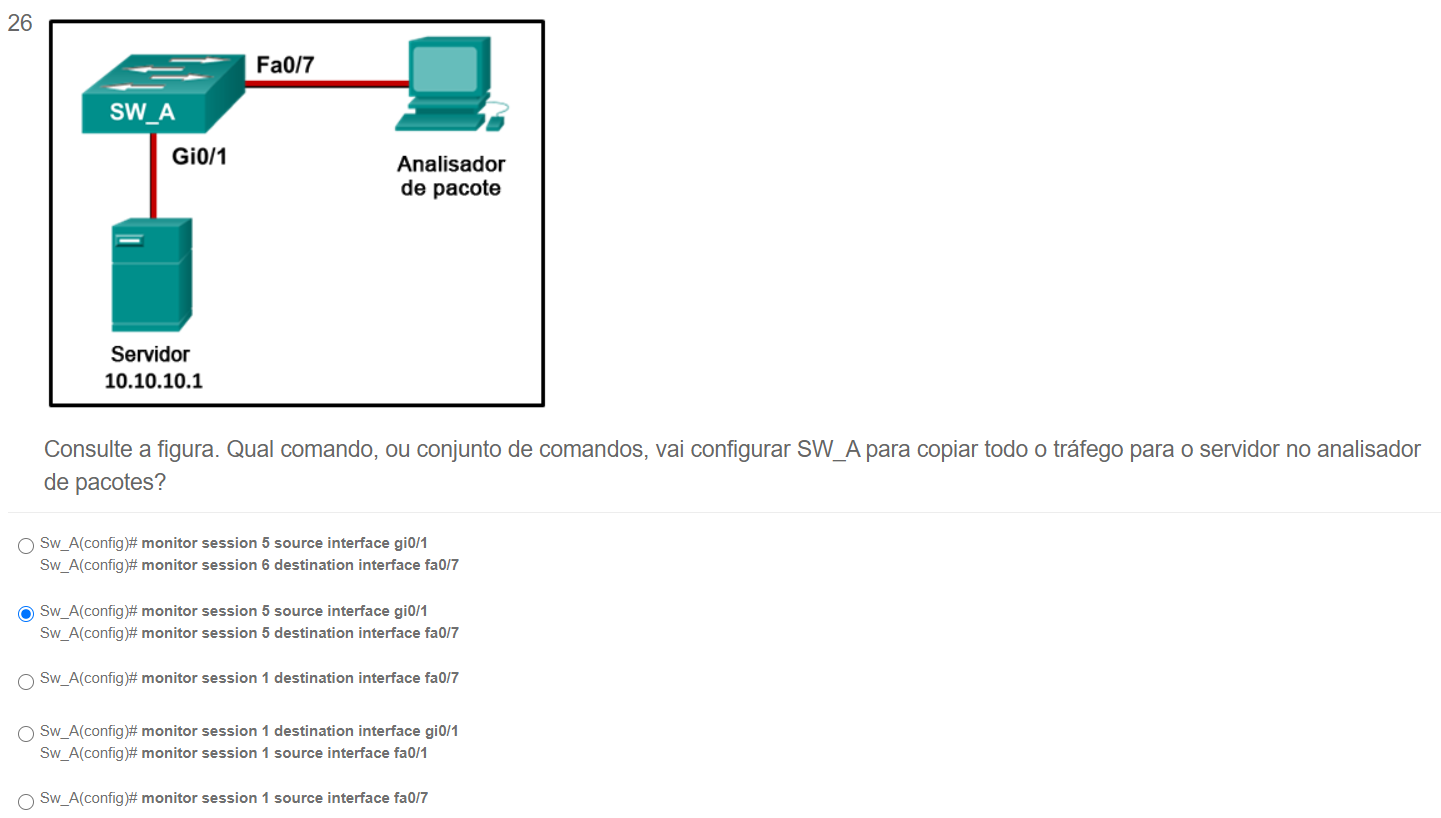 26
Fa0/7
SW_A
Gi0/1
Analisador
de pacote
Servidor
10.10.10.1
Consulte a figura. Qual comando, ou conjunto de comandos, vai configurar SW_A para copiar todo o tráfego para o servidor no analisador
de pacotes?
Sw_A(config)# monitor session 5 source interface gi0/1
Sw_A(config)# monitor session 6 destination interface fa0/7
Sw_A(config)# monitor session 5 source interface gi0/1
Sw_A(config)# monitor session 5 destination interface fa0/7
Sw_A(config)# monitor session 1 destination interface fa0/7
Sw_A(config)# monitor session 1 destination interface gi0/1
Sw_A(config)# monitor session 1 source interface fa0/1
Sw_A(config)# monitor session 1 source interface fa0/7